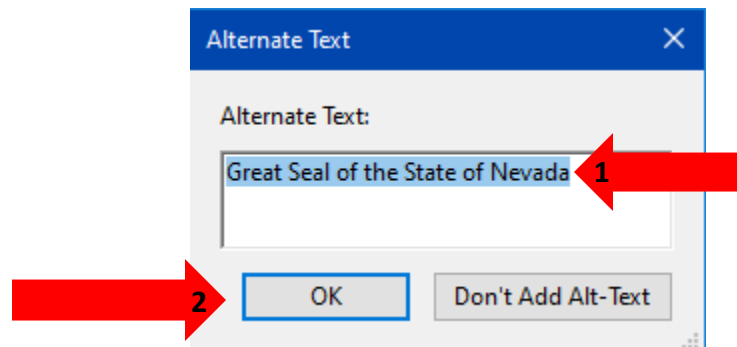 Alternate Text
Alternate Text:
Great Seal of the State of Nevada
1
2
OK
Don't Add Alt-Text